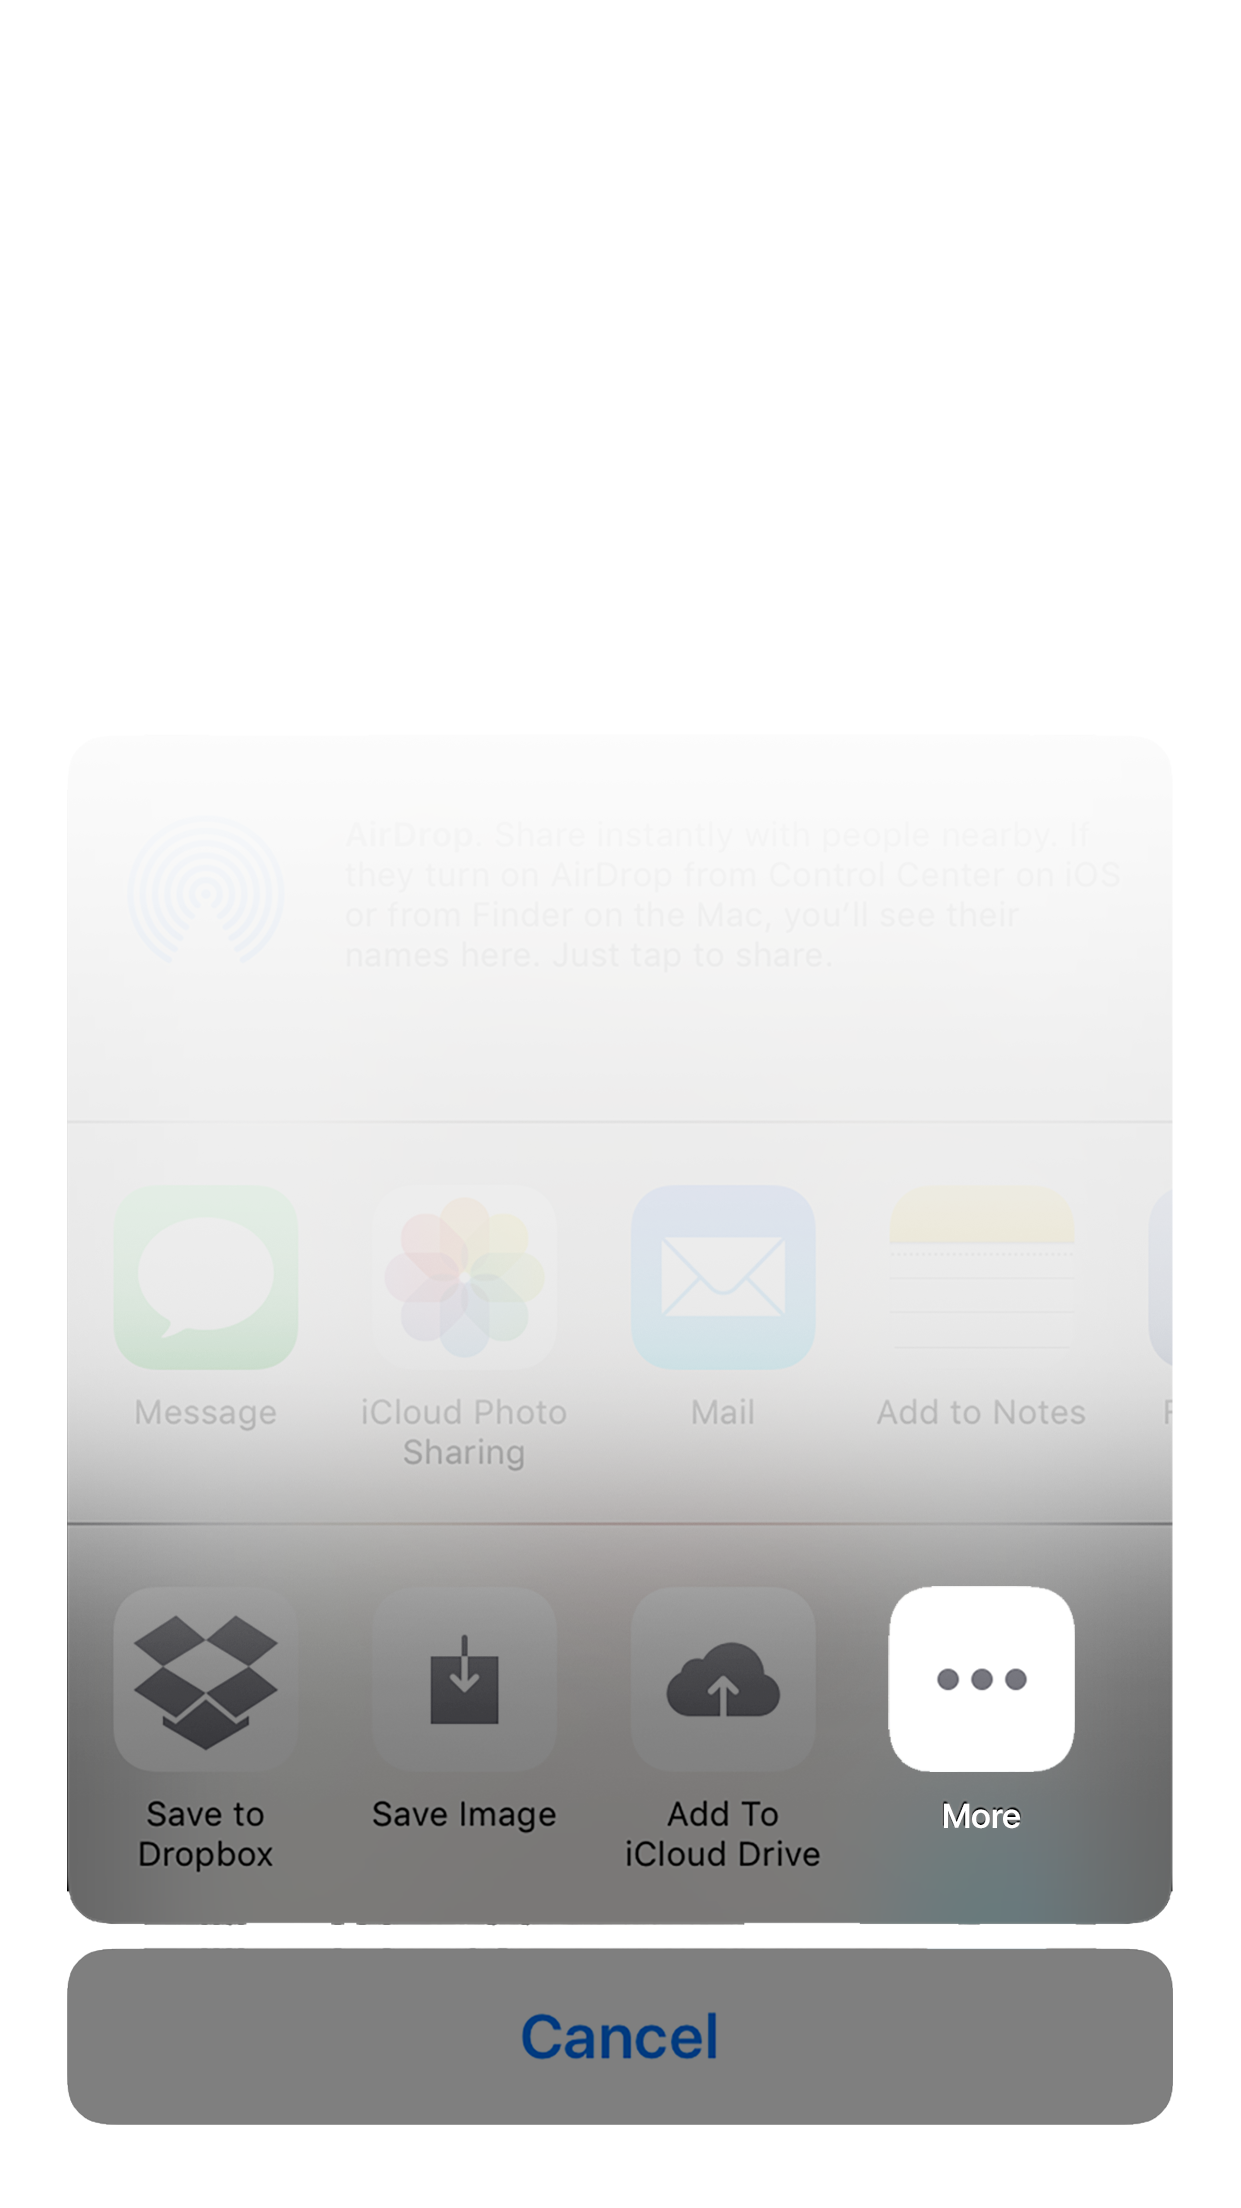 AirDrop. Share instantly with people nearby. If
they turn on AirDrop from Control Center on iOS
or from Finder on the Mac, you’ll see their
names here. Just tap to share.
Message
iCloud Photo
Sharing
Mail
Add to Notes
Save to
Dropbox
Save Image
Add To
iCloud Drive
More
Cancel